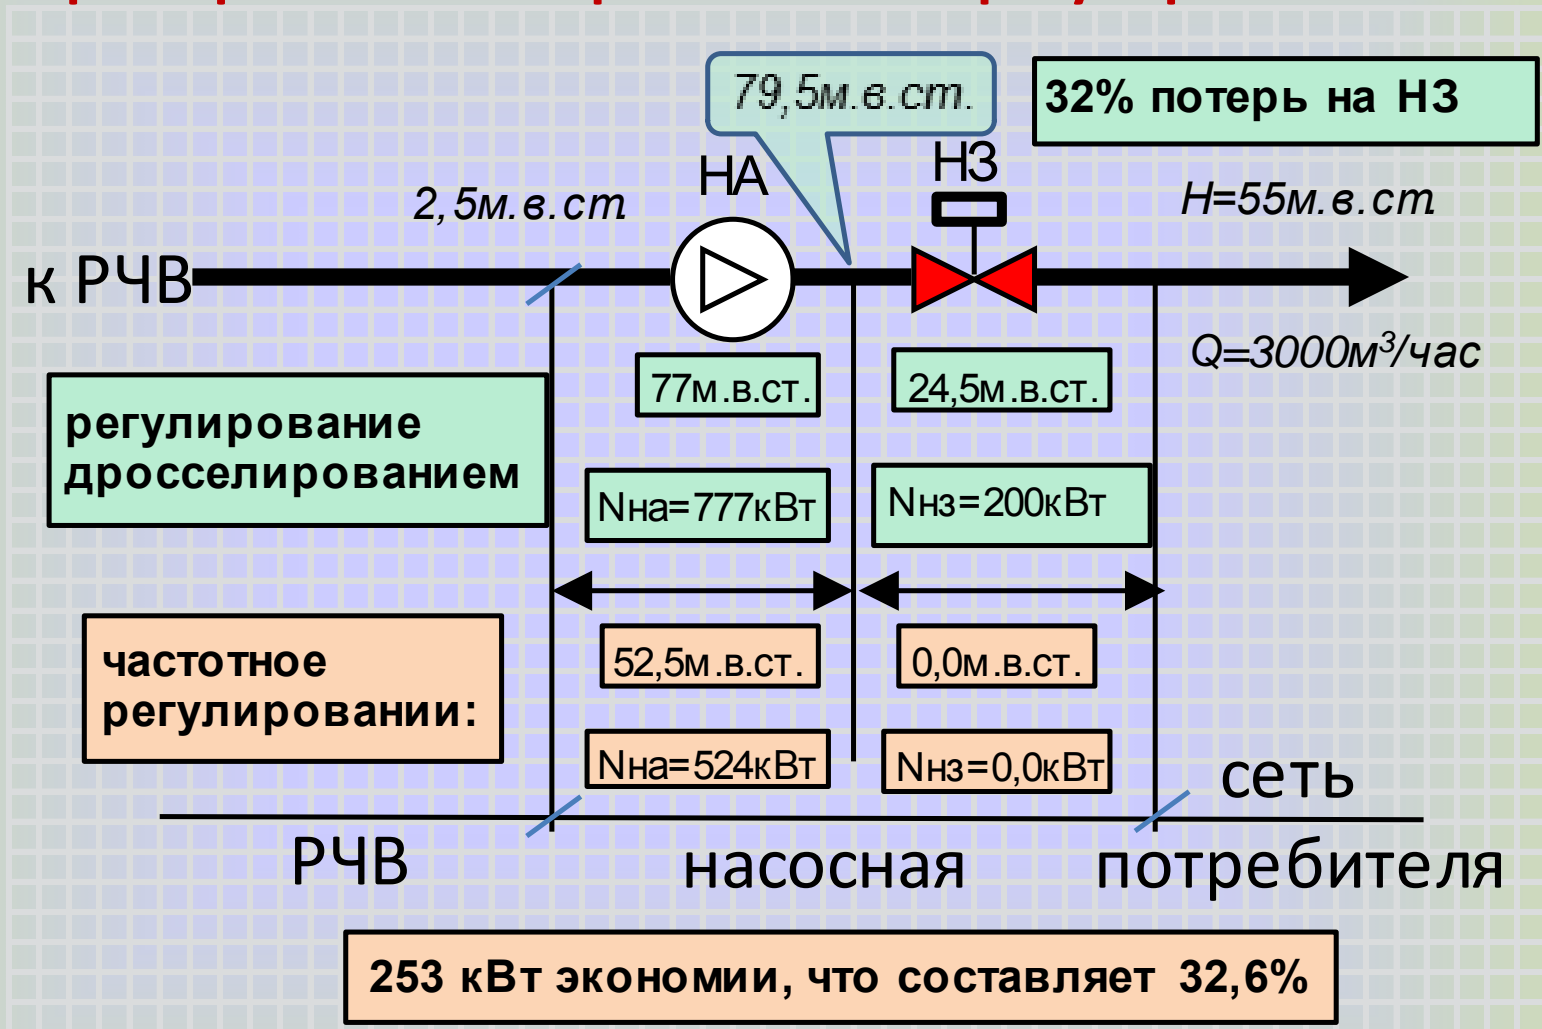 79,5м.в.ст.
32% потерь на НЗ
НА
НЗ
2,5м.в.ст
Н=55м.в.ст
к РЧВ
Q=3000м³/час
77м.в.ст.
24,5м.в.ст.
регулирование
дросселированием
Nна=777кВт
Nнз=200кВт
частотное
регулировании:
52,5м.в.ст.
0,0м.в.ст.
Nна=524кВт
Nнз=0,0кВт
сеть
РЧВ
насосная
потребителя
253 кВт экономии, что составляет 32,6%